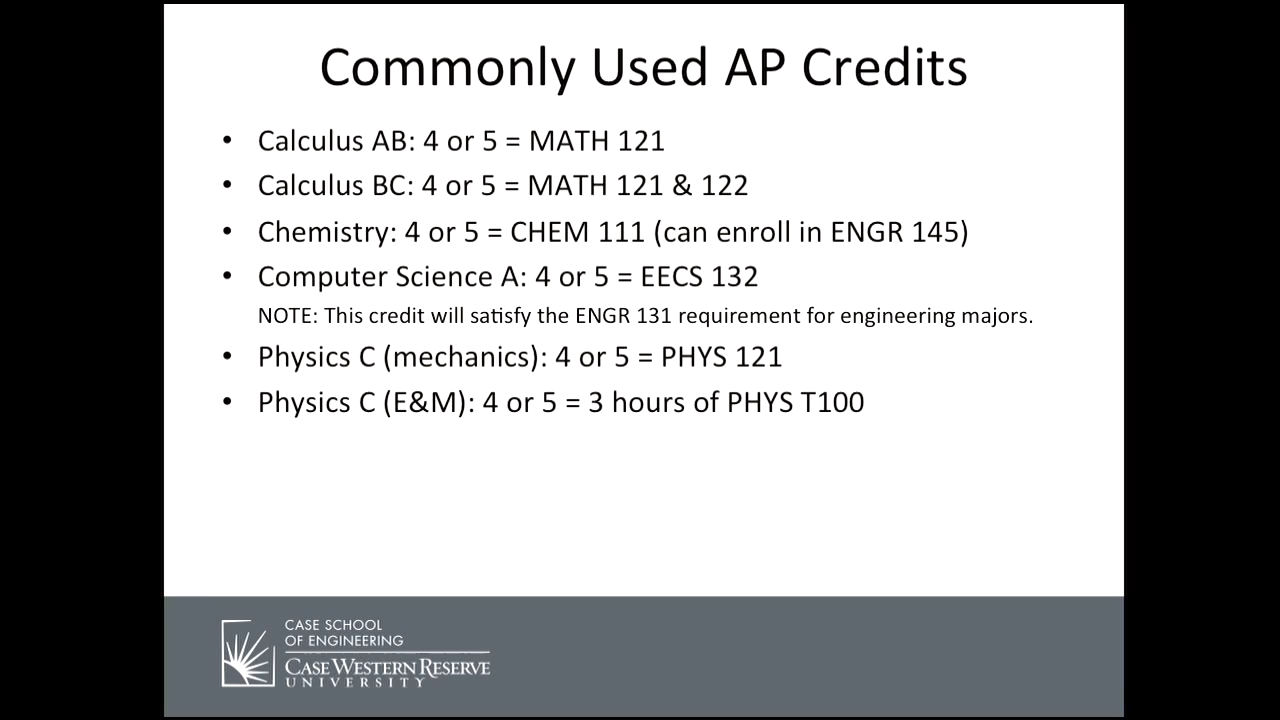 Commonly Used AP Credits
• Calculus AB: 4 or 5 = MATH 121
• Calculus BC: 4 or 5 = MATH 121 & 122
• Chemistry: 4 or 5 = CHEM 111 (can enroll in ENGR 145)
• Computer Science A: 4 or 5 = EECS 132
NOTE: This credit will satisfy the ENGR 131 requirement for engineering majors.
• Physics C (mechanics): 4 or 5 = PHYS 121
• Physics C (E&M): 4 or 5 = 3 hours of PHYS T100
CASE SCHOOL
OF ENGINEERING
CASE WESTERN RESERVE
UNIVERSITY